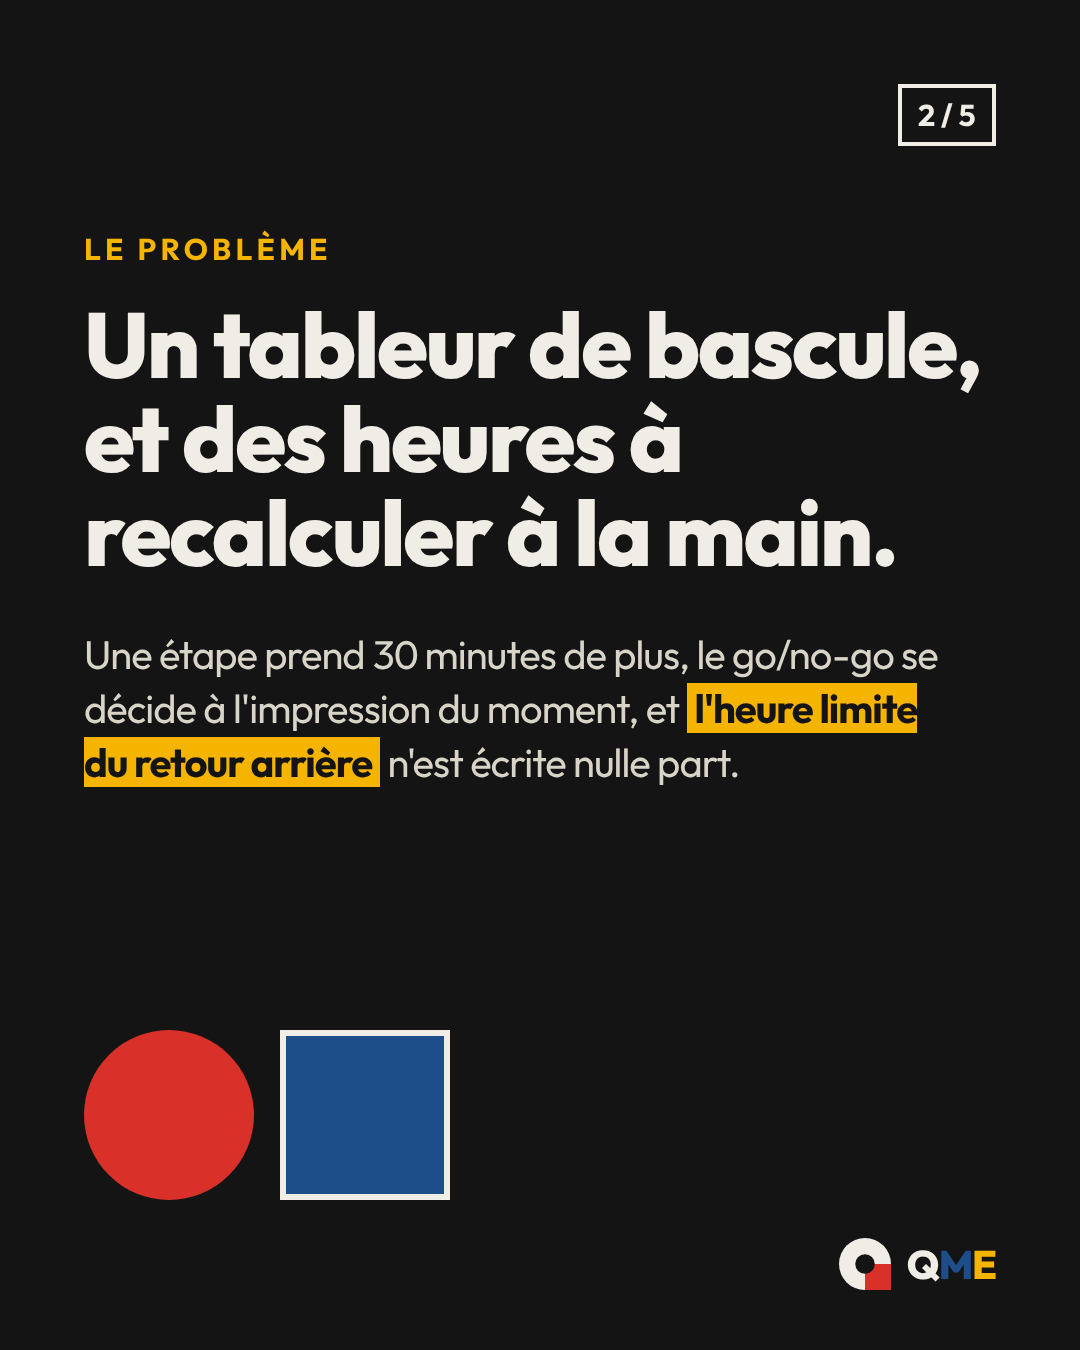 2 / 5
LE PROBLÈME
Un tableur de bascule,
et des heures à
recalculer à la main.
Une étape prend 30 minutes de plus, le go/no-go se
décide à l'impression du moment, et l'heure limite
du retour arrière n'est écrite nulle part.
QME